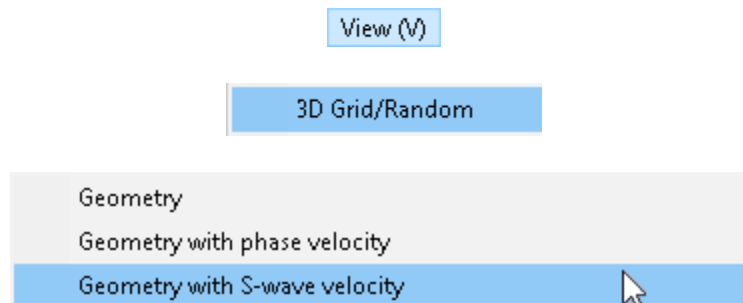 View (V)
3D Grid/Random
Geometry
Geometry with phase velocity
Geometry with S-wave velocity